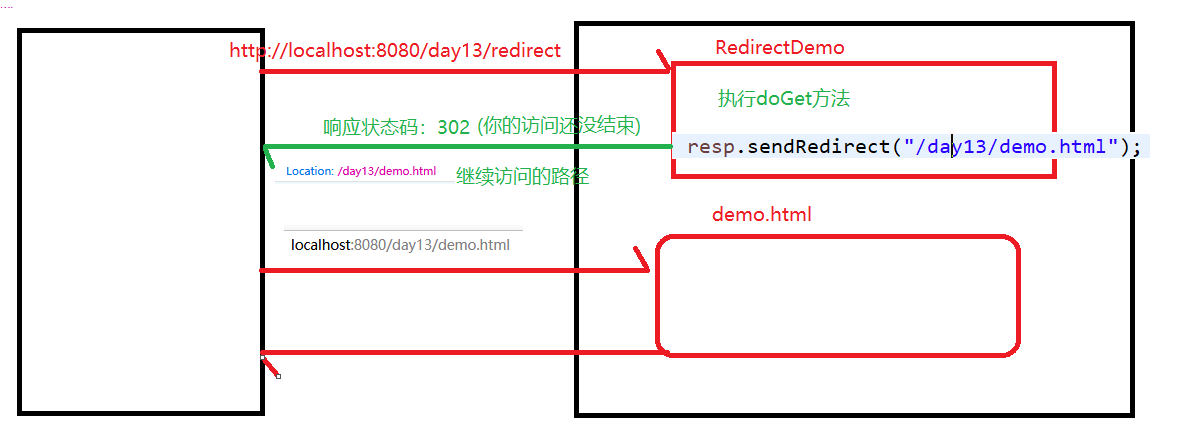 ....
http://localhost:8080/day13/redirect
RedirectDemo
执行doGet方法
响应状态码：302 (你的访问还没结束)
resp.sendRedirect("/day13/demo.html");
Location: /day13/demo.html
继续访问的路径
demo.html
localhost:8080/day13/demo.html